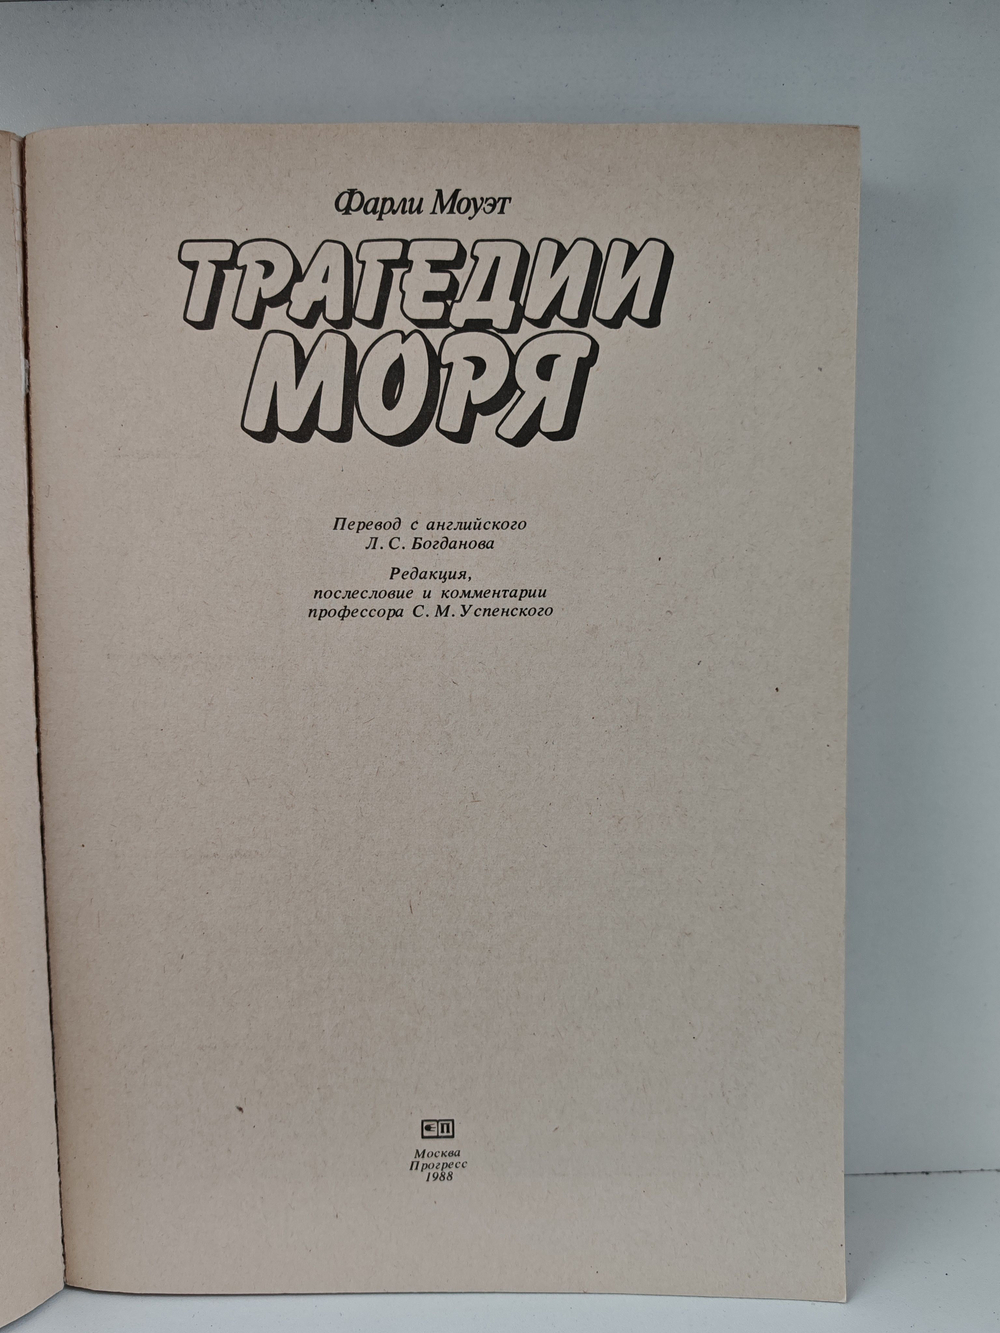 Фарли Моуэт
ТРАГЕДИИ
МОРЯ
Перевод с английского
Л. С. Богданова
Редакция,
послесловие и комментарии
профессора С. М. Успенского
П
Москва
Прогресс
1988